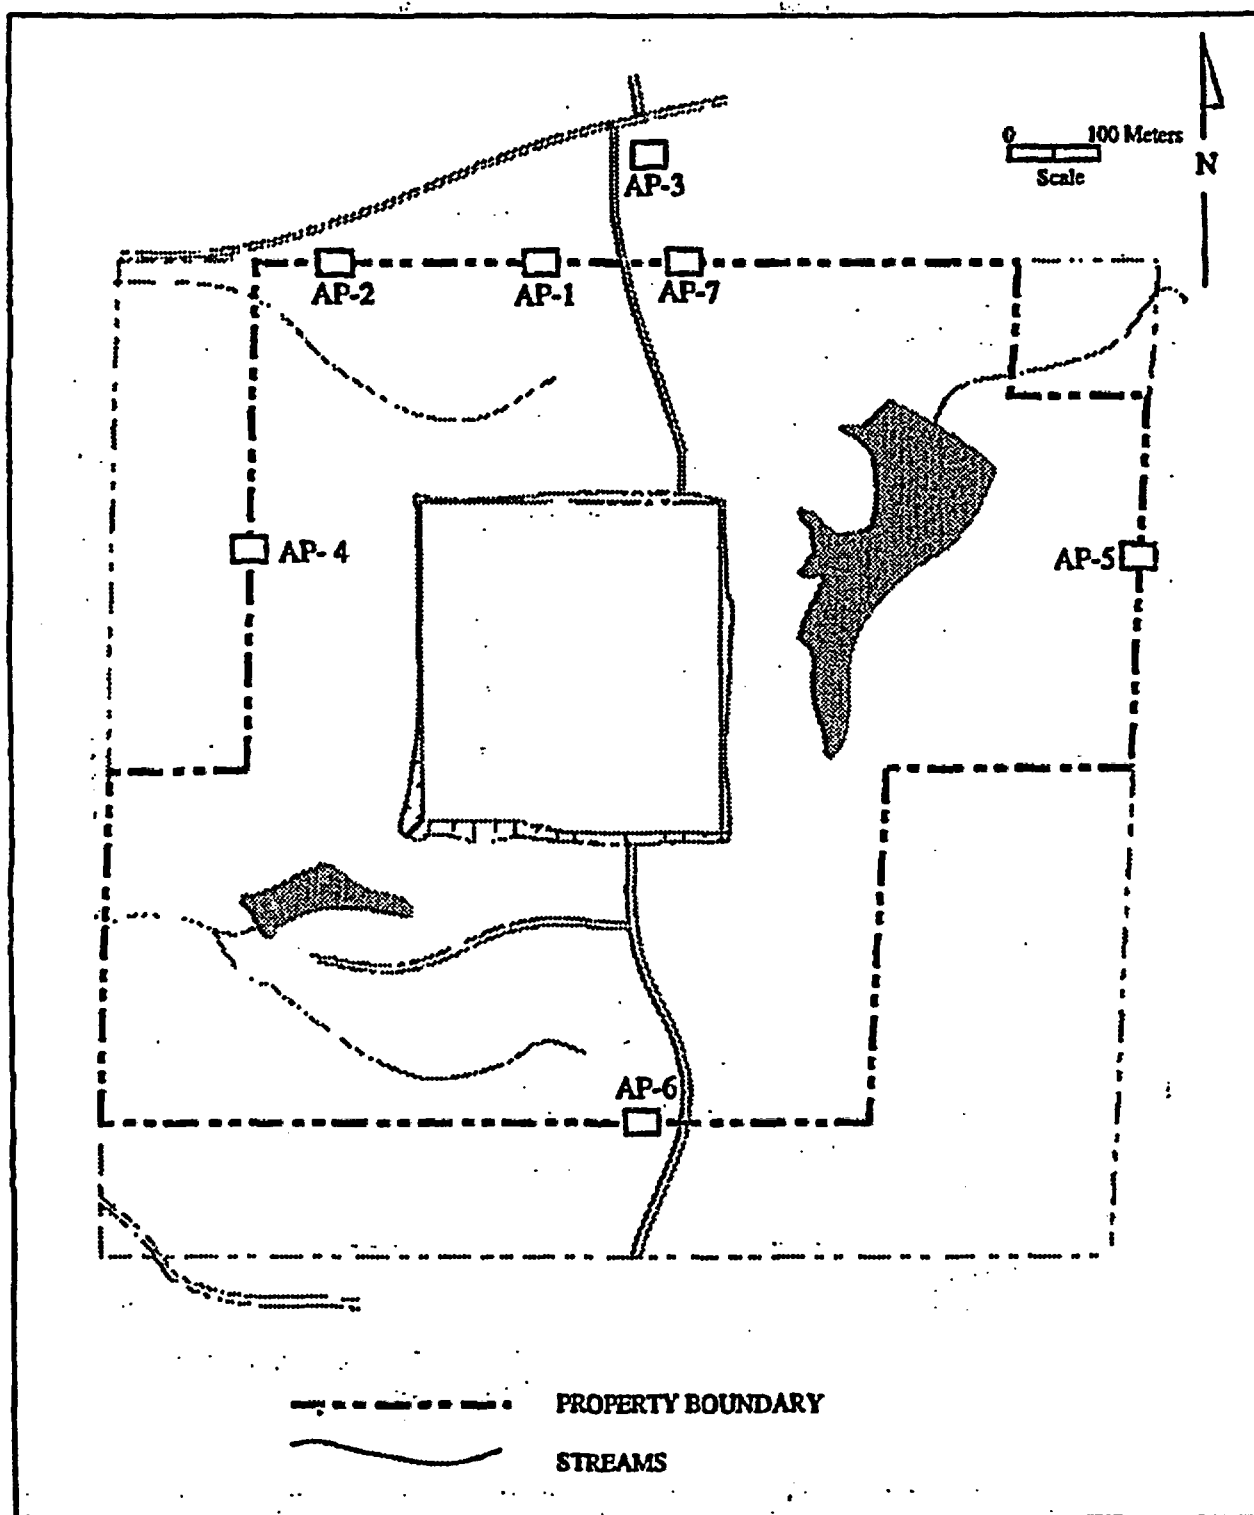 0 100 Meters
Scale
N
AP-3
AP-2
AP-1
AP-7
AP- 4
AP-5
AP-6
PROPERTY BOUNDARY
STREAMS